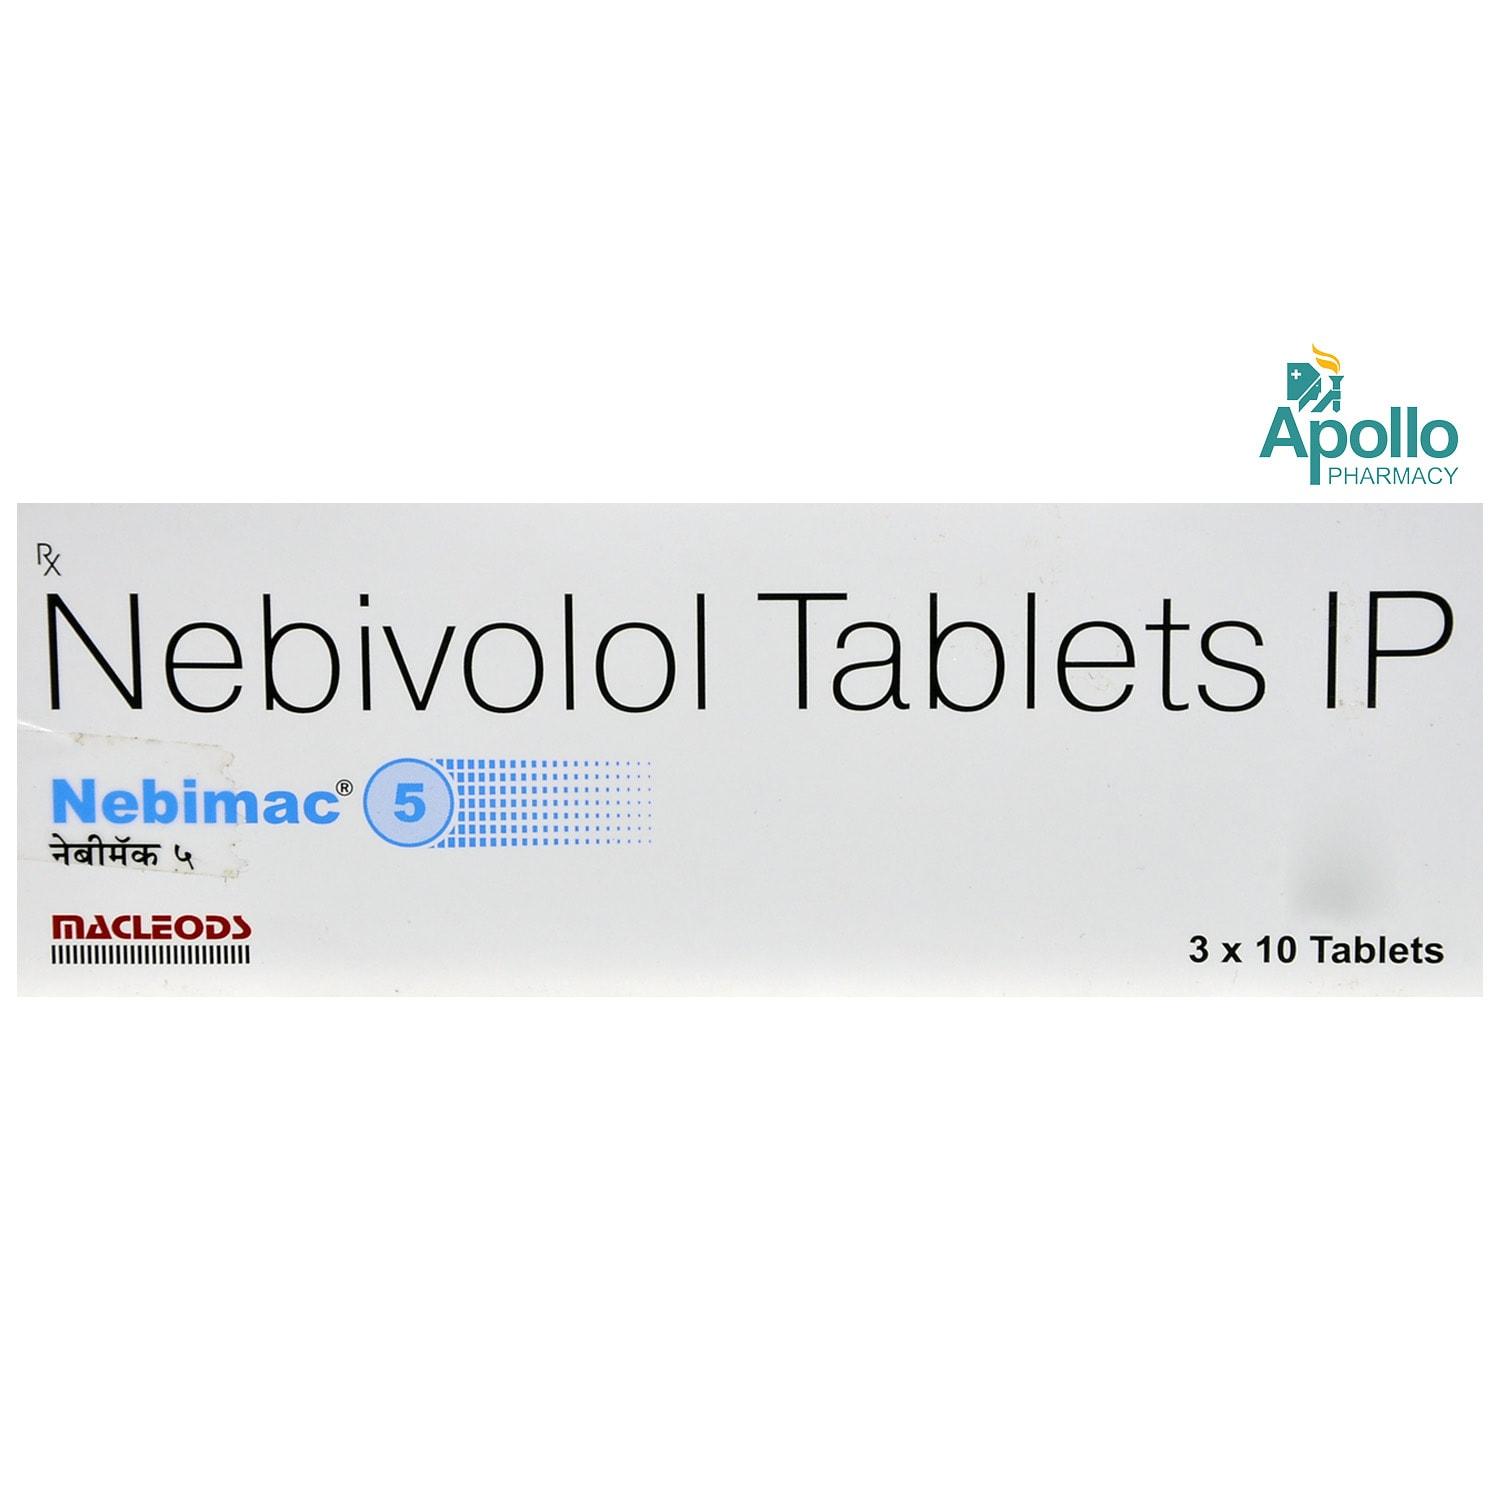 Apollo
PHARMACY
Rx
Nebivolol Tablets IP
Nebimac® 5
नेबीमॅक ५
MACLEODS
3 x 10 Tablets